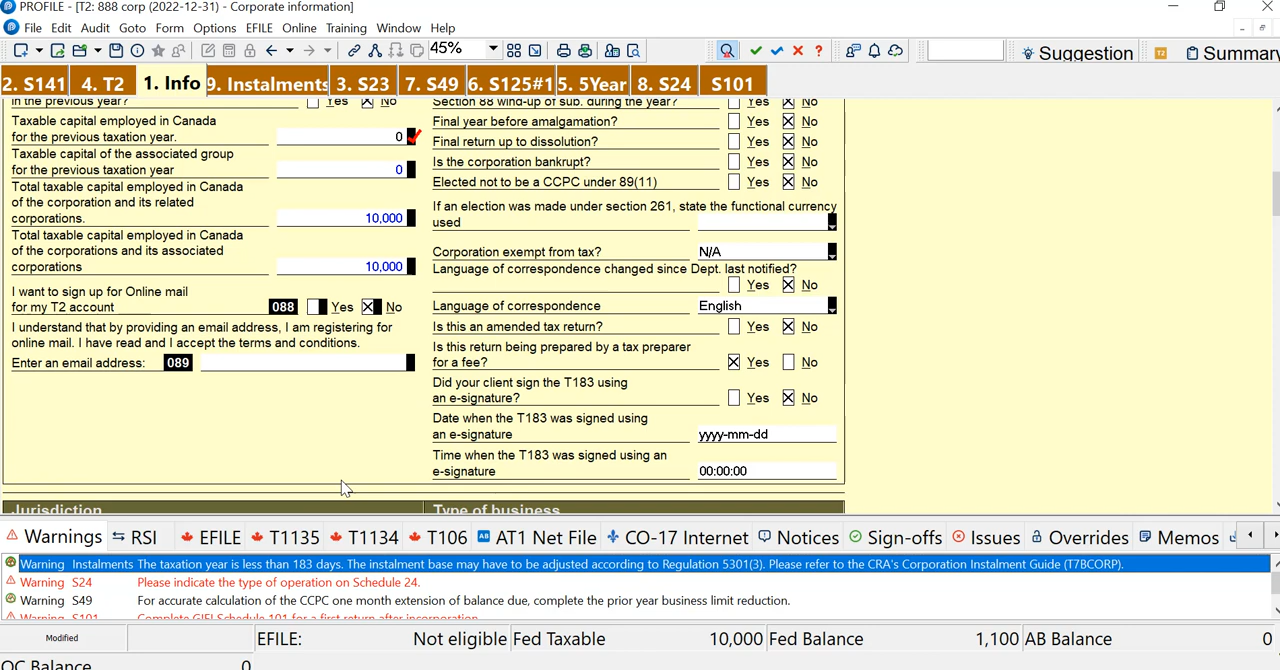 PROFILE - [T2: 888 corp (2022-12-31) - Corporate information]
File Edit Audit Goto Form Options EFILE Online Training Window Help
45% Suggestion T2 Summar
2. S141 4. T2 1. Info 9. Instalments 3. S23 7. S49 6. S125#1 5. 5Year 8. S24 S101
in the previous year? Yes No
Taxable capital employed in Canada
for the previous taxation year. 0
Taxable capital of the associated group
for the previous taxation year 0
Total taxable capital employed in Canada
of the corporation and its related
corporations. 10,000
Total taxable capital employed in Canada
of the corporations and its associated
corporations 10,000
I want to sign up for Online mail
for my T2 account 088 Yes No
I understand that by providing an email address, I am registering for
online mail. I have read and I accept the terms and conditions.
Enter an email address: 089
Section 88 wind-up of sub. during the year? Yes No
Final year before amalgamation? Yes No
Final return up to dissolution? Yes No
Is the corporation bankrupt? Yes No
Elected not to be a CCPC under 89(11) Yes No
If an election was made under section 261, state the functional currency
used
Corporation exempt from tax? N/A
Language of correspondence changed since Dept. last notified?
Yes No
Language of correspondence English
Is this an amended tax return? Yes No
Is this return being prepared by a tax preparer
for a fee? Yes No
Did your client sign the T183 using
an e-signature? Yes No
Date when the T183 was signed using
an e-signature yyyy-mm-dd
Time when the T183 was signed using an
e-signature 00:00:00
Jurisdiction Type of business
Warnings RSI EFILE T1135 T1134 T106 AT1 Net File CO-17 Internet Notices Sign-offs Issues Overrides Memos
Warning Instalments The taxation year is less than 183 days. The instalment base may have to be adjusted according to Regulation 5301(3). Please refer to the CRA's Corporation Instalment Guide (T7BCORP).
Warning S24 Please indicate the type of operation on Schedule 24.
Warning S49 For accurate calculation of the CCPC one month extension of balance due, complete the prior year business limit reduction.
Warning S101 Complete GIFI Schedule 101 for a first return after incorporation
Modified EFILE: Not eligible Fed Taxable 10,000 Fed Balance 1,100 AB Balance 0
QC Balance 0